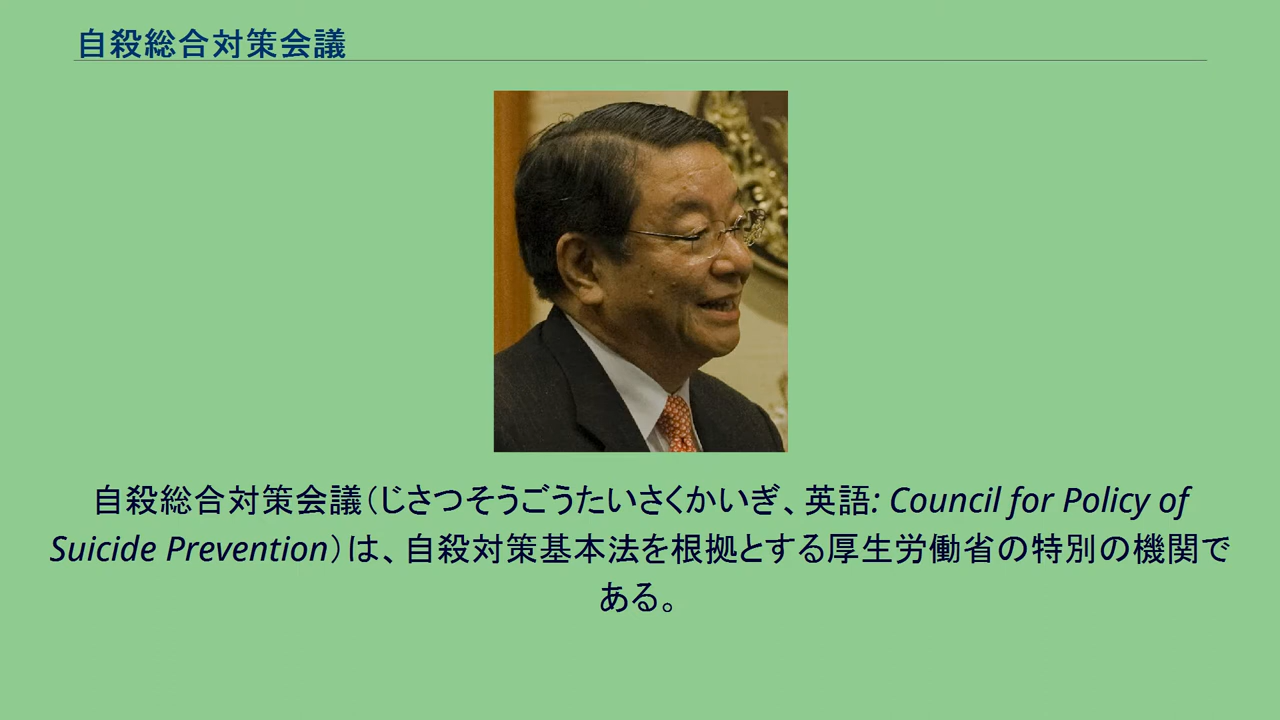 自殺総合対策会議
自殺総合対策会議（じさつそうごうたいさくかいぎ、英語: Council for Policy of
Suicide Prevention）は、自殺対策基本法を根拠とする厚生労働省の特別の機関で
ある。